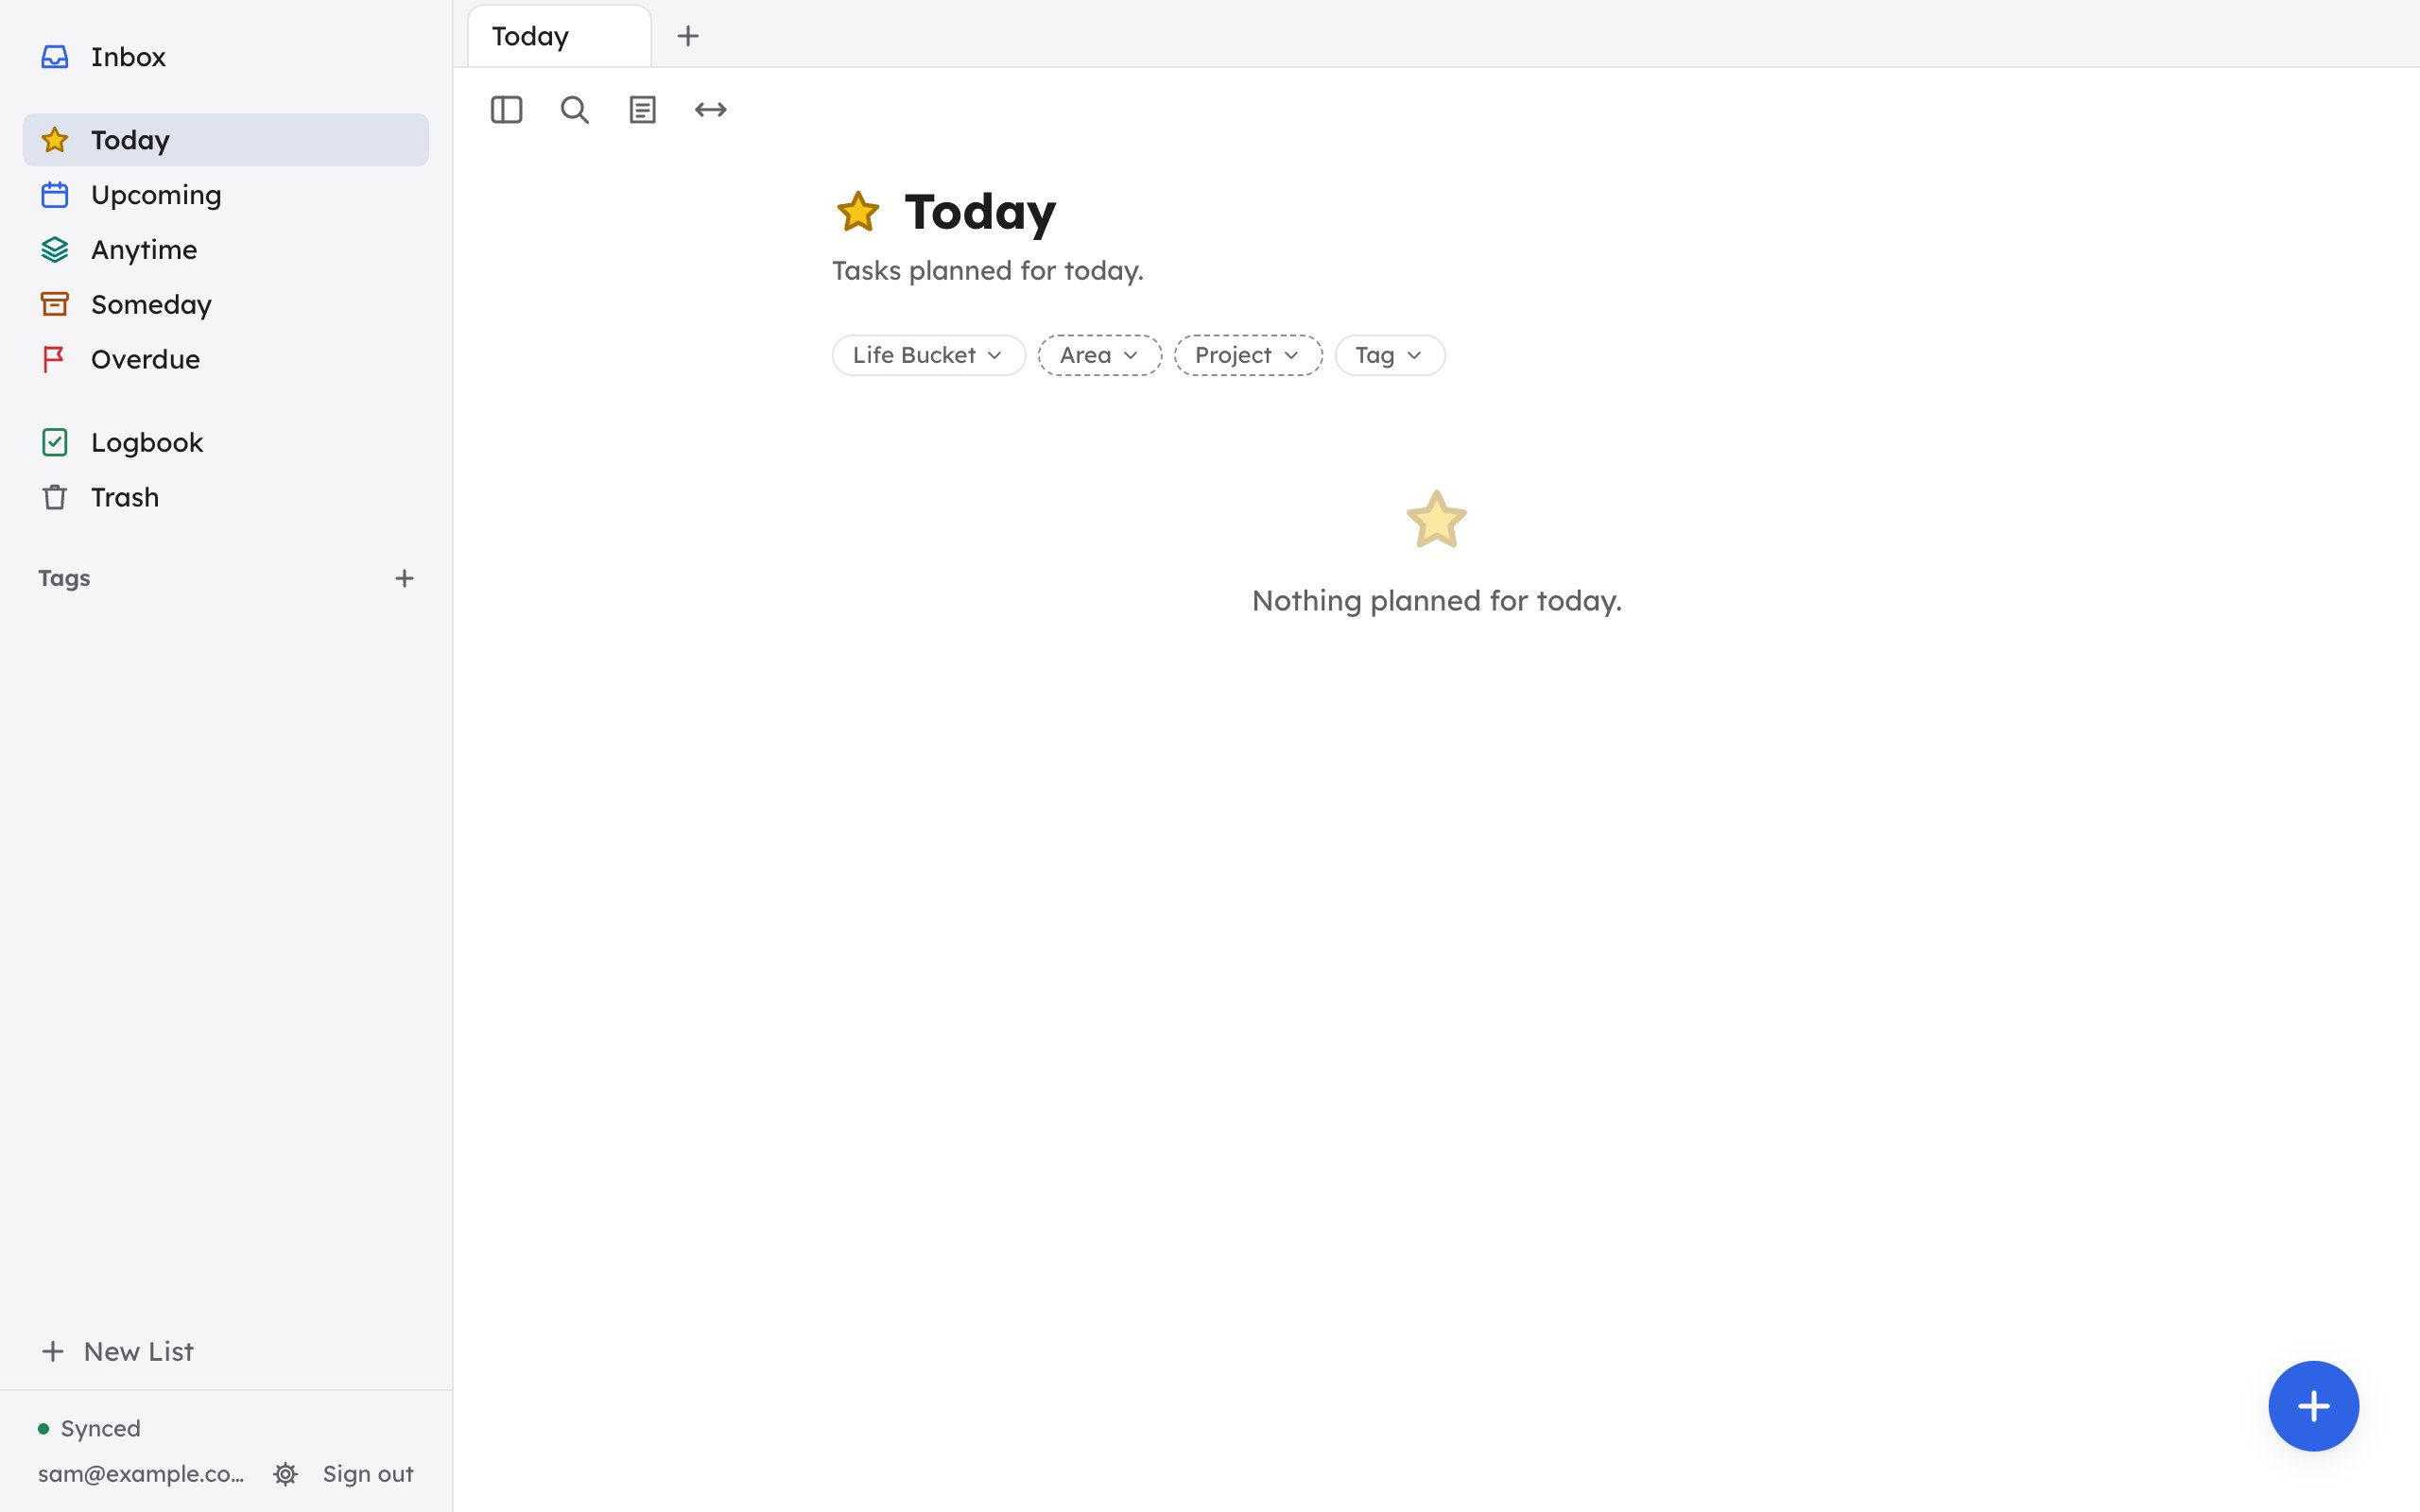 Inbox
Today
Upcoming
Anytime
Someday
Overdue
Logbook
Trash
Tags
New List
Synced
sam@example.co…
Sign out
Today
Today
Tasks planned for today.
Life Bucket
Area
Project
Tag
Nothing planned for today.